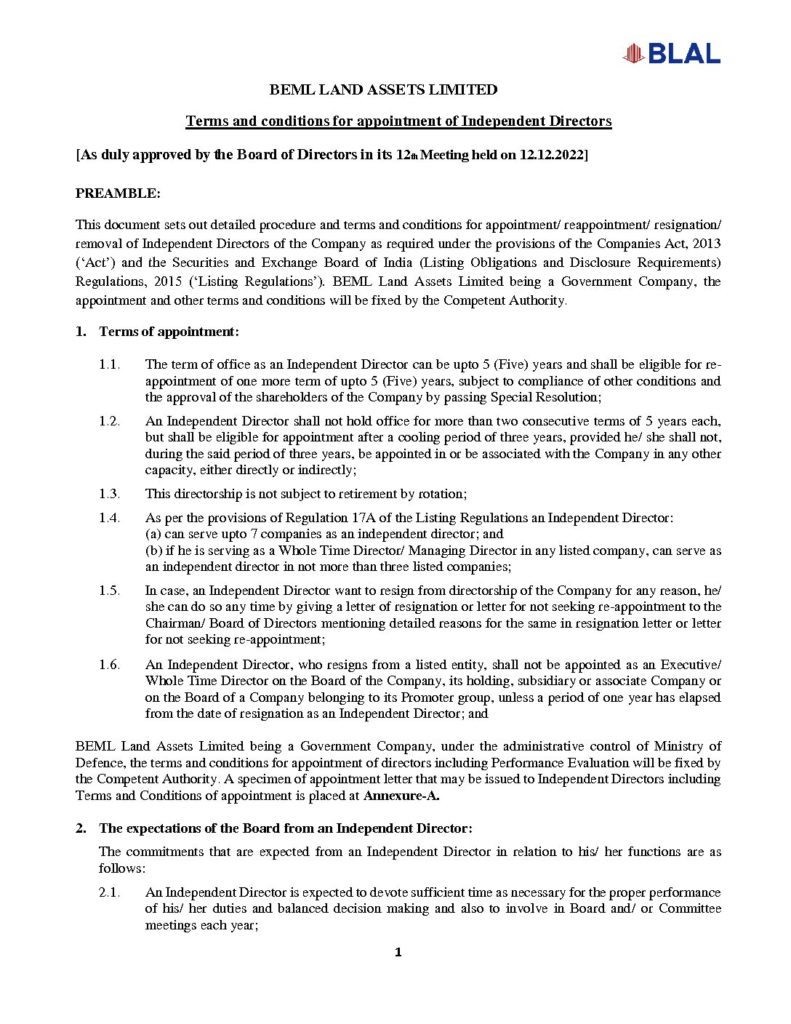 BLAL
BEML LAND ASSETS LIMITED
Terms and conditions for appointment of Independent Directors
[As duly approved by the Board of Directors in its 12th Meeting held on 12.12.2022]
PREAMBLE:
This document sets out detailed procedure and terms and conditions for appointment/ reappointment/ resignation/
removal of Independent Directors of the Company as required under the provisions of the Companies Act, 2013
(‘Act’) and the Securities and Exchange Board of India (Listing Obligations and Disclosure Requirements)
Regulations, 2015 (‘Listing Regulations’). BEML Land Assets Limited being a Government Company, the
appointment and other terms and conditions will be fixed by the Competent Authority.
1. Terms of appointment:
1.1. The term of office as an Independent Director can be upto 5 (Five) years and shall be eligible for re-
appointment of one more term of upto 5 (Five) years, subject to compliance of other conditions and
the approval of the shareholders of the Company by passing Special Resolution;
1.2. An Independent Director shall not hold office for more than two consecutive terms of 5 years each,
but shall be eligible for appointment after a cooling period of three years, provided he/ she shall not,
during the said period of three years, be appointed in or be associated with the Company in any other
capacity, either directly or indirectly;
1.3. This directorship is not subject to retirement by rotation;
1.4. As per the provisions of Regulation 17A of the Listing Regulations an Independent Director:
(a) can serve upto 7 companies as an independent director; and
(b) if he is serving as a Whole Time Director/ Managing Director in any listed company, can serve as
an independent director in not more than three listed companies;
1.5. In case, an Independent Director want to resign from directorship of the Company for any reason, he/
she can do so any time by giving a letter of resignation or letter for not seeking re-appointment to the
Chairman/ Board of Directors mentioning detailed reasons for the same in resignation letter or letter
for not seeking re-appointment;
1.6. An Independent Director, who resigns from a listed entity, shall not be appointed as an Executive/
Whole Time Director on the Board of the Company, its holding, subsidiary or associate Company or
on the Board of a Company belonging to its Promoter group, unless a period of one year has elapsed
from the date of resignation as an Independent Director; and
BEML Land Assets Limited being a Government Company, under the administrative control of Ministry of
Defence, the terms and conditions for appointment of directors including Performance Evaluation will be fixed by
the Competent Authority. A specimen of appointment letter that may be issued to Independent Directors including
Terms and Conditions of appointment is placed at Annexure-A.
2. The expectations of the Board from an Independent Director:
The commitments that are expected from an Independent Director in relation to his/ her functions are as
follows:
2.1. An Independent Director is expected to devote sufficient time as necessary for the proper performance
of his/ her duties and balanced decision making and also to involve in Board and/ or Committee
meetings each year;
1